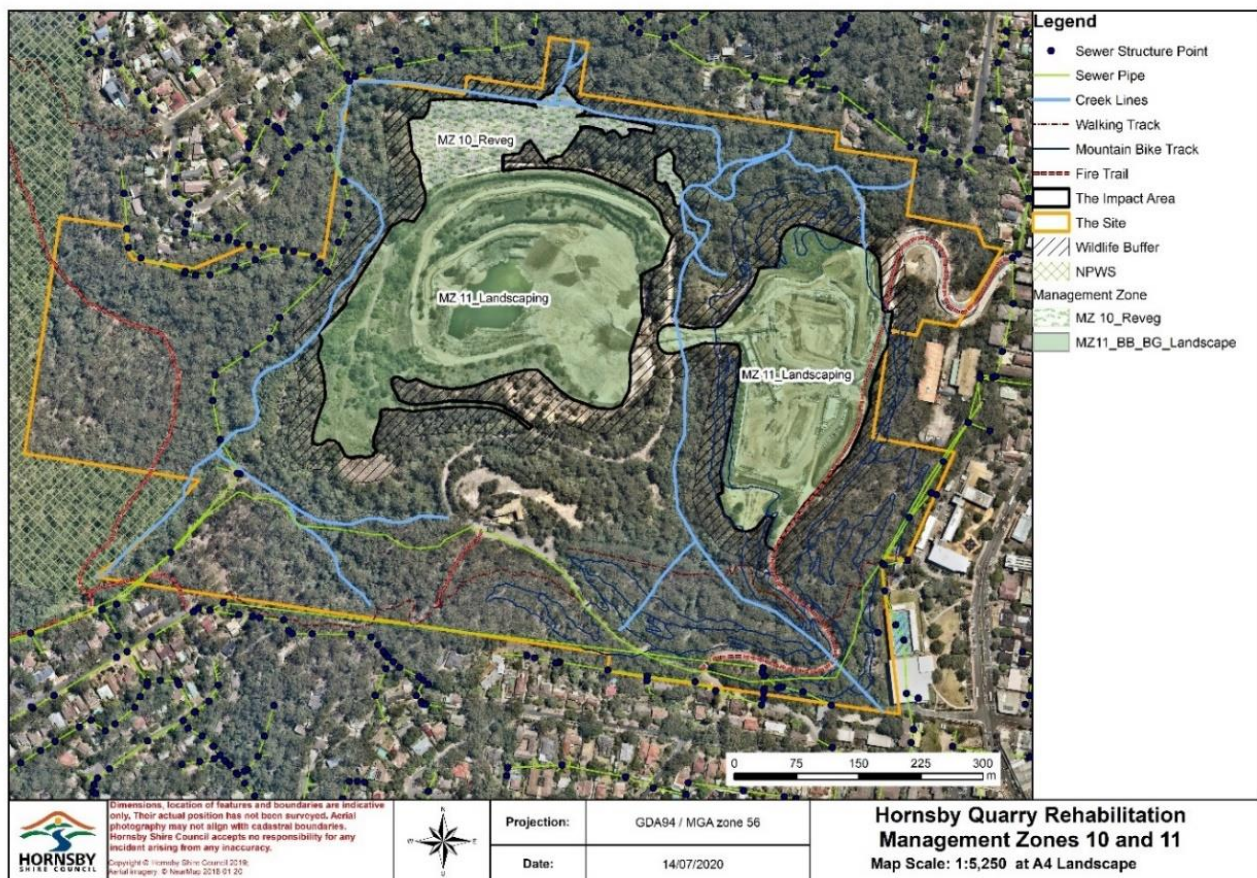 Legend
Sewer Structure Point
Sewer Pipe
Creek Lines
Walking Track
Mountain Bike Track
Fire Trail
The Impact Area
The Site
Wildlife Buffer
NPWS
Management Zone
MZ 10_Reveg
MZ11_BB_BG_Landscape
MZ 10_Reveg
MZ 11_Landscaping
MZ 11_Landscaping
0 75 150 225 300
m
HORNSBY
SHIRE COUNCIL
Dimensions, location of features and boundaries are indicative
only. Their actual position has not been surveyed. Aerial
photography may not align with cadastral boundaries.
Hornsby Shire Council accepts no responsibility for any
incident arising from any inaccuracy.
Copyright © Hornsby Shire Council 2019;
Aerial imagery © NearMap 2018 01 20
N
W E
Projection: GDA94 / MGA zone 56
Date: 14/07/2020
Hornsby Quarry Rehabilitation
Management Zones 10 and 11
Map Scale: 1:5,250 at A4 Landscape